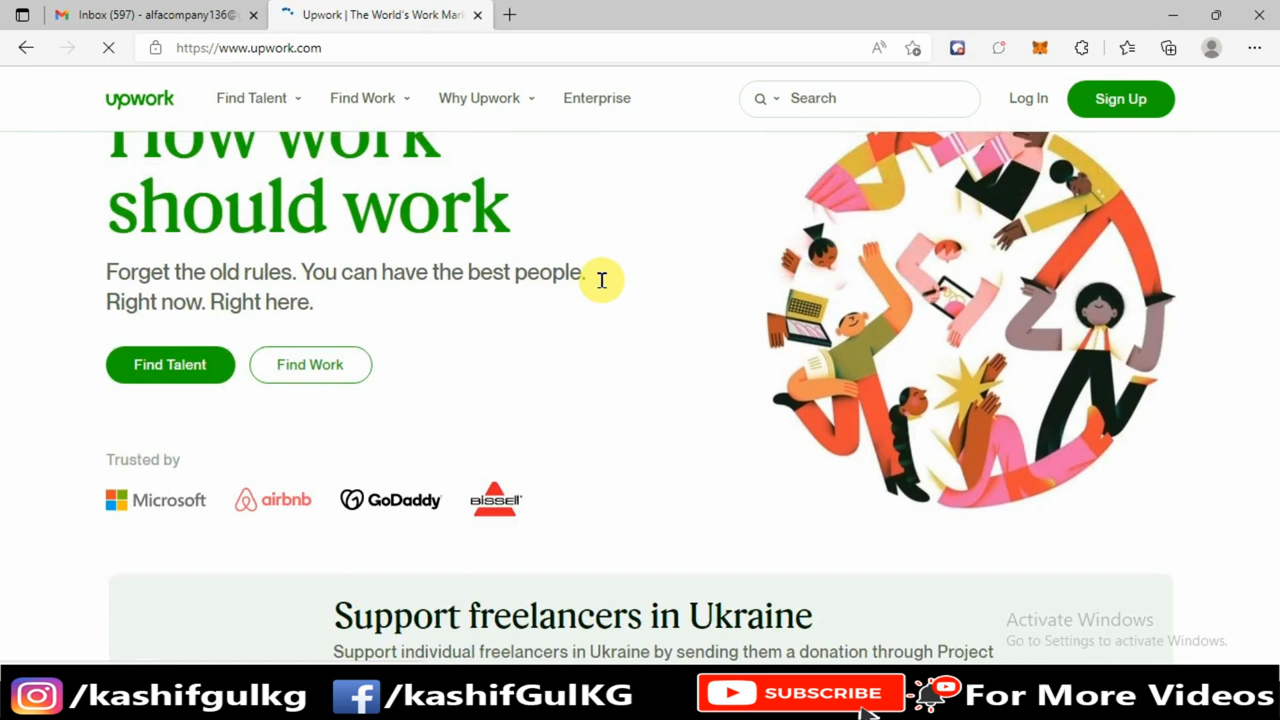 Inbox (597) - alfacompany136@
Upwork | The World's Work Mar
https://www.upwork.com
upwork
Find Talent
Find Work
Why Upwork
Enterprise
Search
Log In
Sign Up
How work
should work
Forget the old rules. You can have the best people.
Right now. Right here.
Find Talent
Find Work
Trusted by
Microsoft
airbnb
GoDaddy
BISSELL
Support freelancers in Ukraine
Support individual freelancers in Ukraine by sending them a donation through Project
Activate Windows
Go to Settings to activate Windows.
/kashifgulkg
/kashifGulKG
SUBSCRIBE
For More Videos